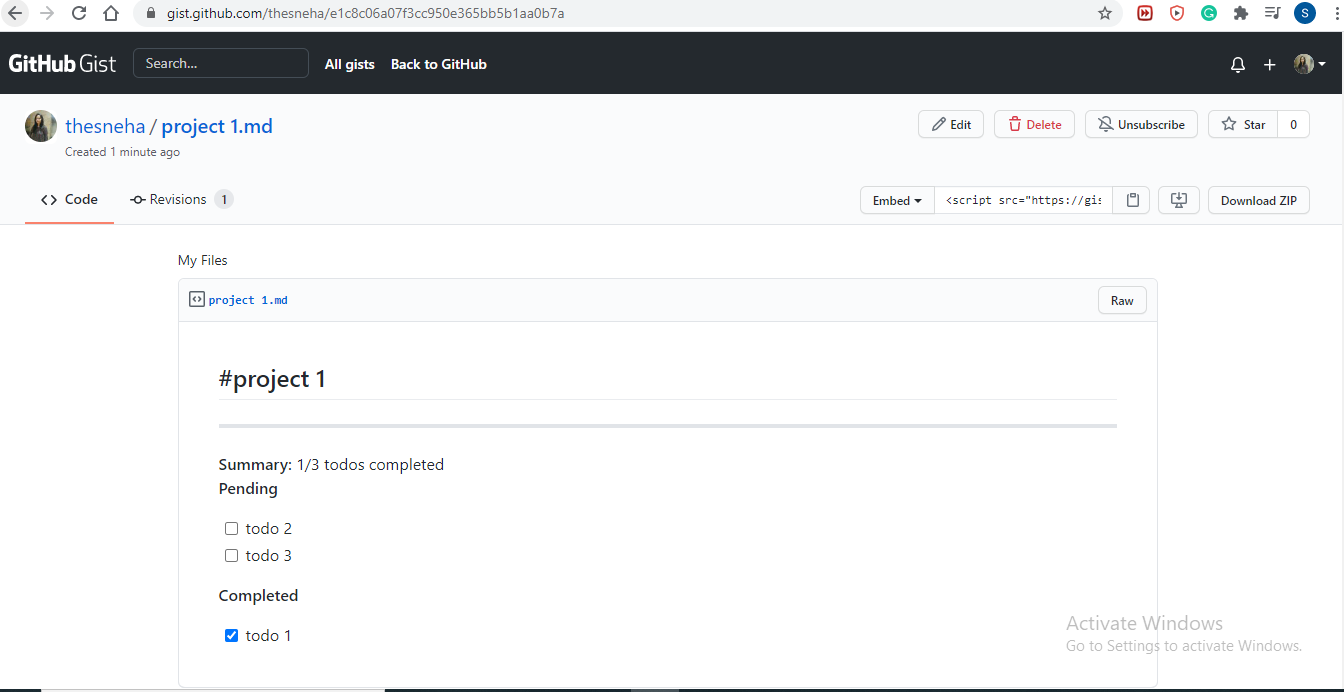 gist.github.com/thesneha/e1c8c06a07f3cc950e365bb5b1aa0b7a
S
GitHub Gist Search... All gists Back to GitHub
thesneha / project 1.md Edit Delete Unsubscribe Star 0
Created 1 minute ago
Code Revisions 1 Embed <script src="https://gis Download ZIP
My Files
project 1.md Raw
#project 1
Summary: 1/3 todos completed
Pending
todo 2
todo 3
Completed
todo 1
Activate Windows
Go to Settings to activate Windows.